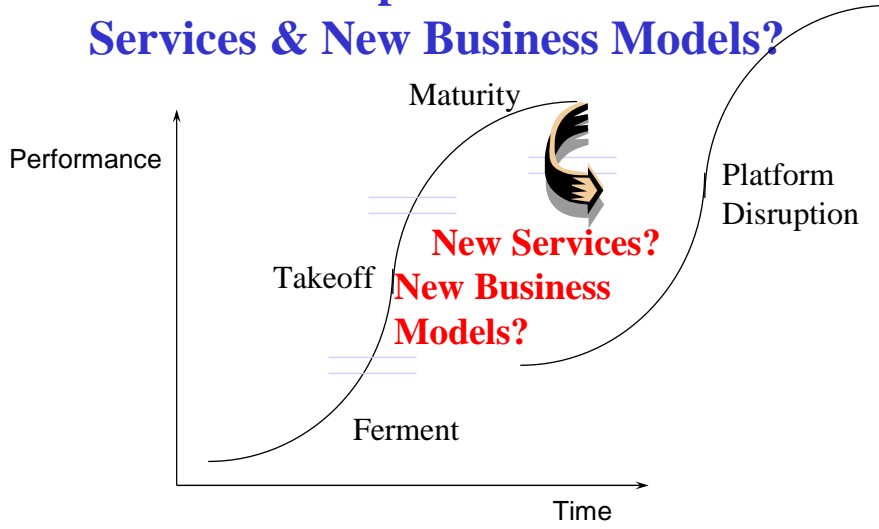 Services & New Business Models?
Maturity
Performance
Platform
Disruption
New Services?
Takeoff
New Business
Models?
Ferment
Time